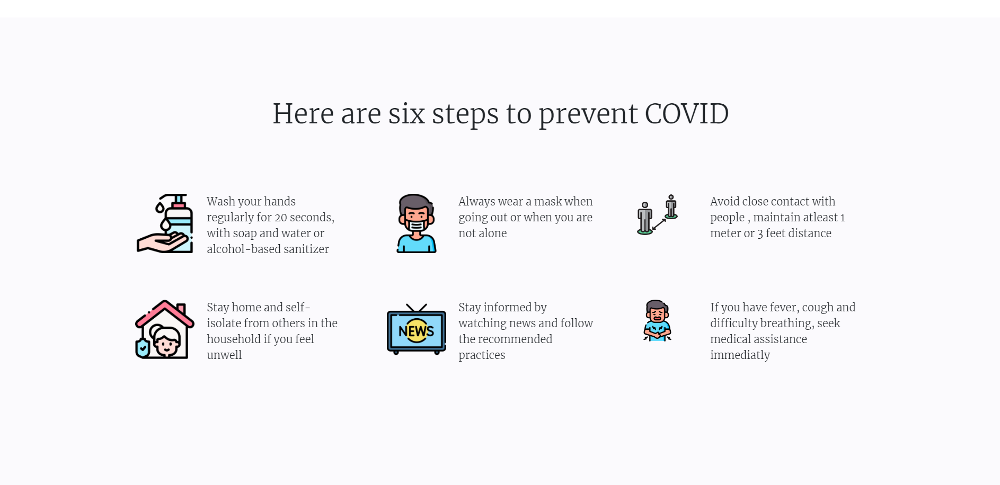 Here are six steps to prevent COVID
Wash your hands
regularly for 20 seconds,
with soap and water or
alcohol-based sanitizer
Always wear a mask when
going out or when you are
not alone
Avoid close contact with
people , maintain atleast 1
meter or 3 feet distance
Stay home and self-
isolate from others in the
household if you feel
unwell
NEWS
Stay informed by
watching news and follow
the recommended
practices
If you have fever, cough and
difficulty breathing, seek
medical assistance
immediatly